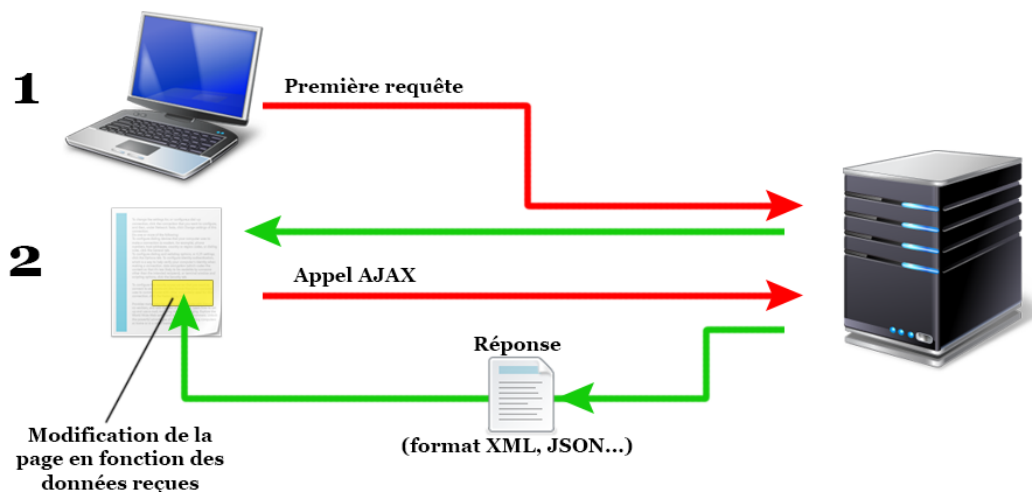 1
Première requête
2
Appel AJAX
Réponse
(format XML, JSON...)
Modification de la
page en fonction des
données reçues